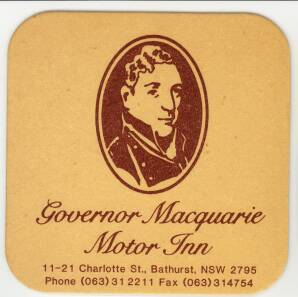 Governor Macquarie
Motor Inn
11-21 Charlotte St., Bathurst, NSW 2795
Phone (063) 31 2211 Fax (063) 314754